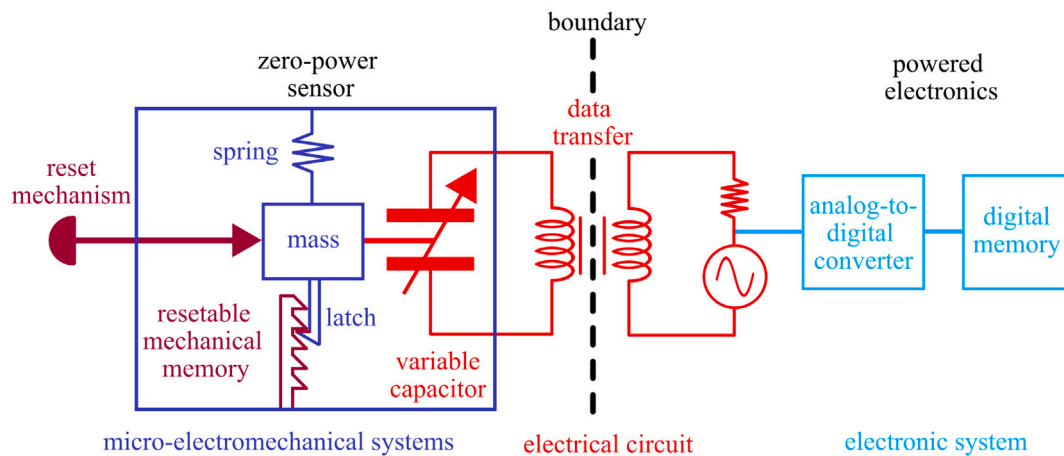 boundary
zero-power
sensor
powered
electronics
data
transfer
spring
reset
mechanism
mass
analog-to-
digital
converter
digital
memory
resetable
mechanical
memory
latch
variable
capacitor
micro-electromechanical systems
electrical circuit
electronic system